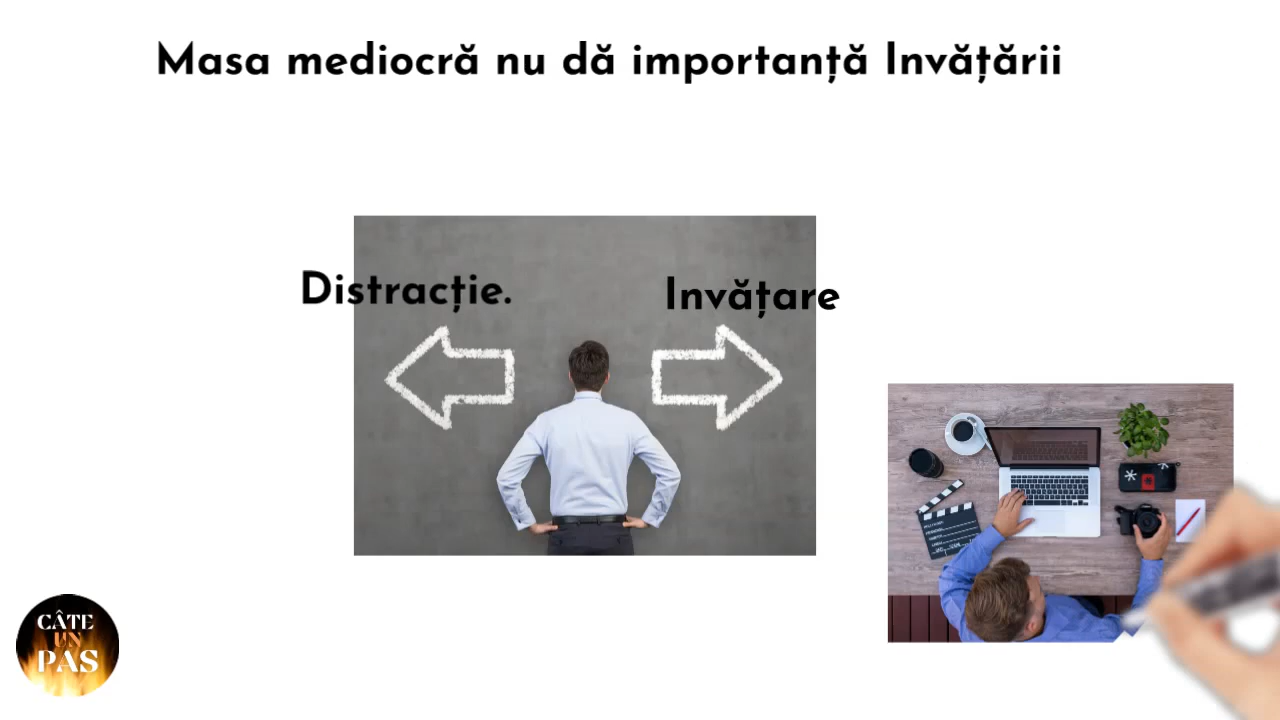 Masa mediocră nu dă importanță Invățării
Distracție.
Invățare
CÂTE
UN
PAS